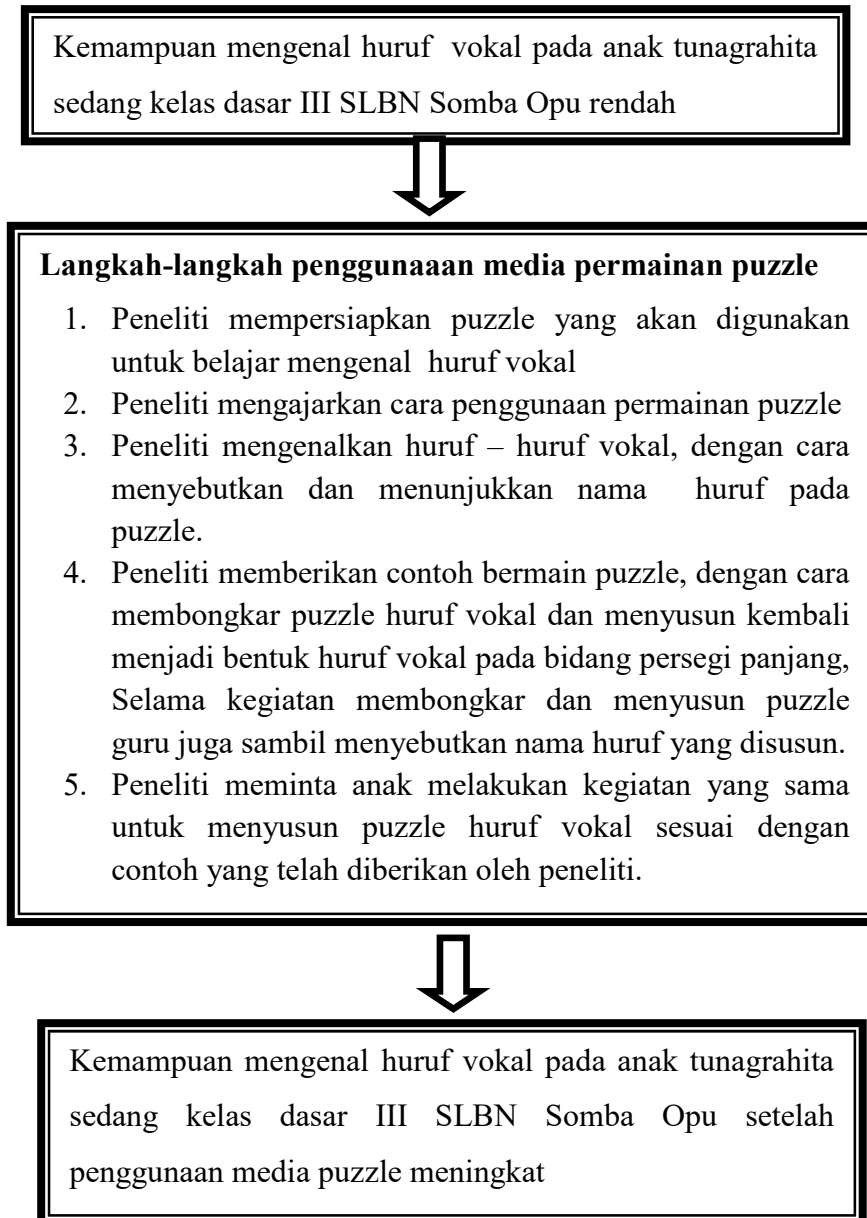 Kemampuan mengenal huruf vokal pada anak tunagrahita
sedang kelas dasar III SLBN Somba Opu rendah
Langkah-langkah penggunaaan media permainan puzzle
1. Peneliti mempersiapkan puzzle yang akan digunakan
untuk belajar mengenal huruf vokal
2. Peneliti mengajarkan cara penggunaan permainan puzzle
3. Peneliti mengenalkan huruf – huruf vokal, dengan cara
menyebutkan dan menunjukkan nama huruf pada
puzzle.
4. Peneliti memberikan contoh bermain puzzle, dengan cara
membongkar puzzle huruf vokal dan menyusun kembali
menjadi bentuk huruf vokal pada bidang persegi panjang,
Selama kegiatan membongkar dan menyusun puzzle
guru juga sambil menyebutkan nama huruf yang disusun.
5. Peneliti meminta anak melakukan kegiatan yang sama
untuk menyusun puzzle huruf vokal sesuai dengan
contoh yang telah diberikan oleh peneliti.
Kemampuan mengenal huruf vokal pada anak tunagrahita
sedang kelas dasar III SLBN Somba Opu setelah
penggunaan media puzzle meningkat